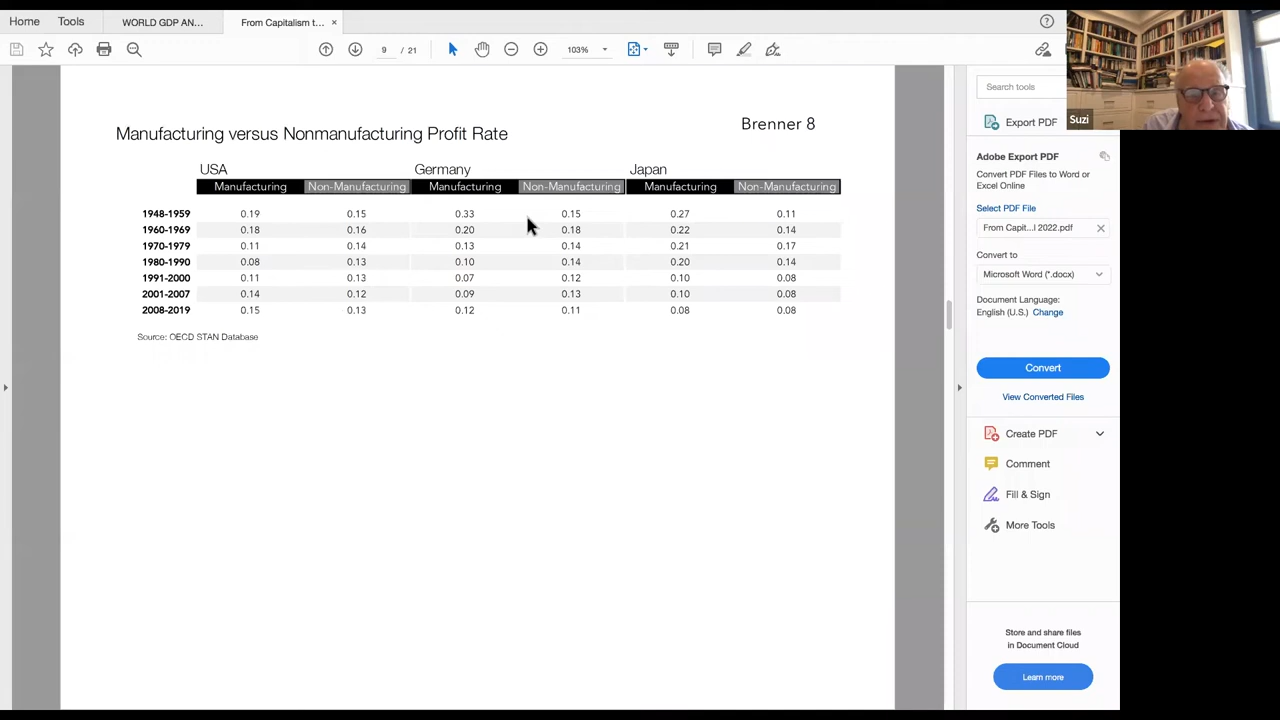 Home Tools WORLD GDP AN... From Capitalism t... ×
9 / 21 103%
Suzi
Search tools
Export PDF
Adobe Export PDF
Convert PDF Files to Word or
Excel Online
Select PDF File
From Capit...l 2022.pdf
Convert to
Microsoft Word (*.docx)
Document Language:
English (U.S.) Change
Convert
View Converted Files
Create PDF
Comment
Fill & Sign
More Tools
Store and share files
in Document Cloud
Learn more
Brenner 8
Manufacturing versus Nonmanufacturing Profit Rate
USA Germany Japan
Manufacturing Non-Manufacturing Manufacturing Non-Manufacturing Manufacturing Non-Manufacturing
1948-1959 0.19 0.15 0.33 0.15 0.27 0.11
1960-1969 0.18 0.16 0.20 0.18 0.22 0.14
1970-1979 0.11 0.14 0.13 0.14 0.21 0.17
1980-1990 0.08 0.13 0.10 0.14 0.20 0.14
1991-2000 0.11 0.13 0.07 0.12 0.10 0.08
2001-2007 0.14 0.12 0.09 0.13 0.10 0.08
2008-2019 0.15 0.13 0.12 0.11 0.08 0.08
Source: OECD STAN Database